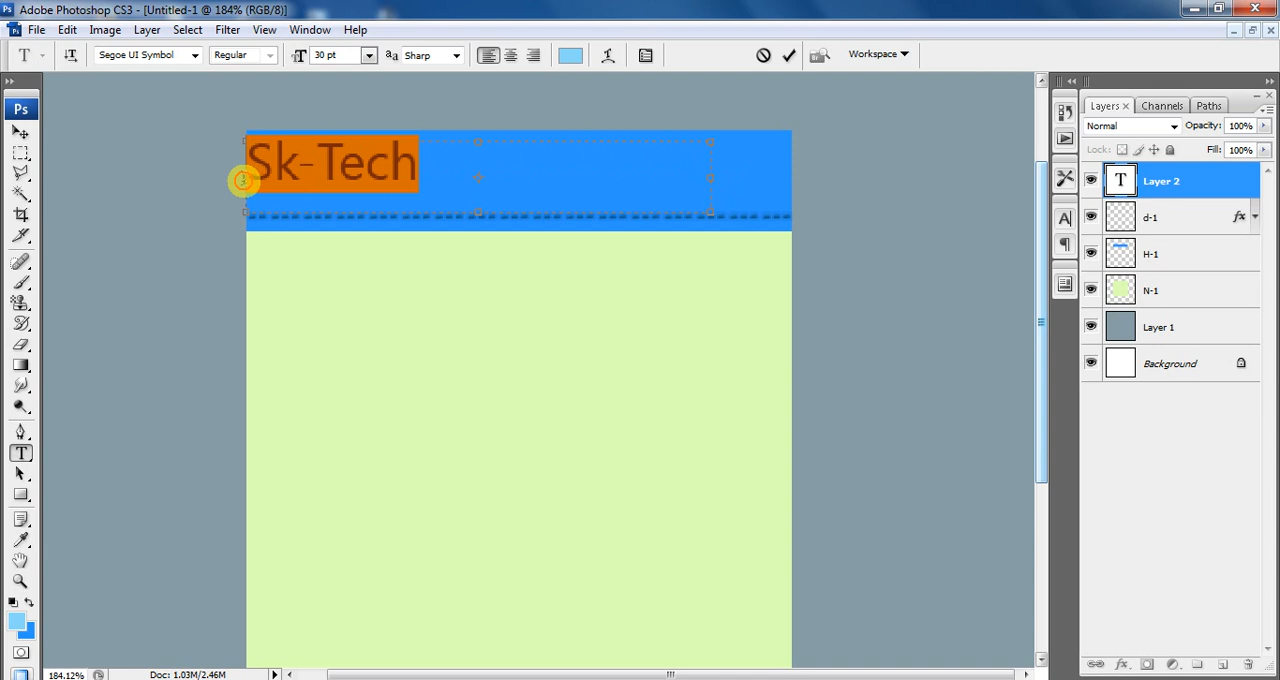 Adobe Photoshop CS3 - [Untitled-1 @ 184% (RGB/8)]
File Edit Image Layer Select Filter View Window Help
Segoe UI Symbol Regular 30 pt Sharp Workspace
Ps
Layers Channels Paths
Normal Opacity: 100%
Lock: Fill: 100%
Sk-Tech
Layer 2
d-1 fx
H-1
N-1
Layer 1
Background
184.12% Doc: 1.03M/2.46M